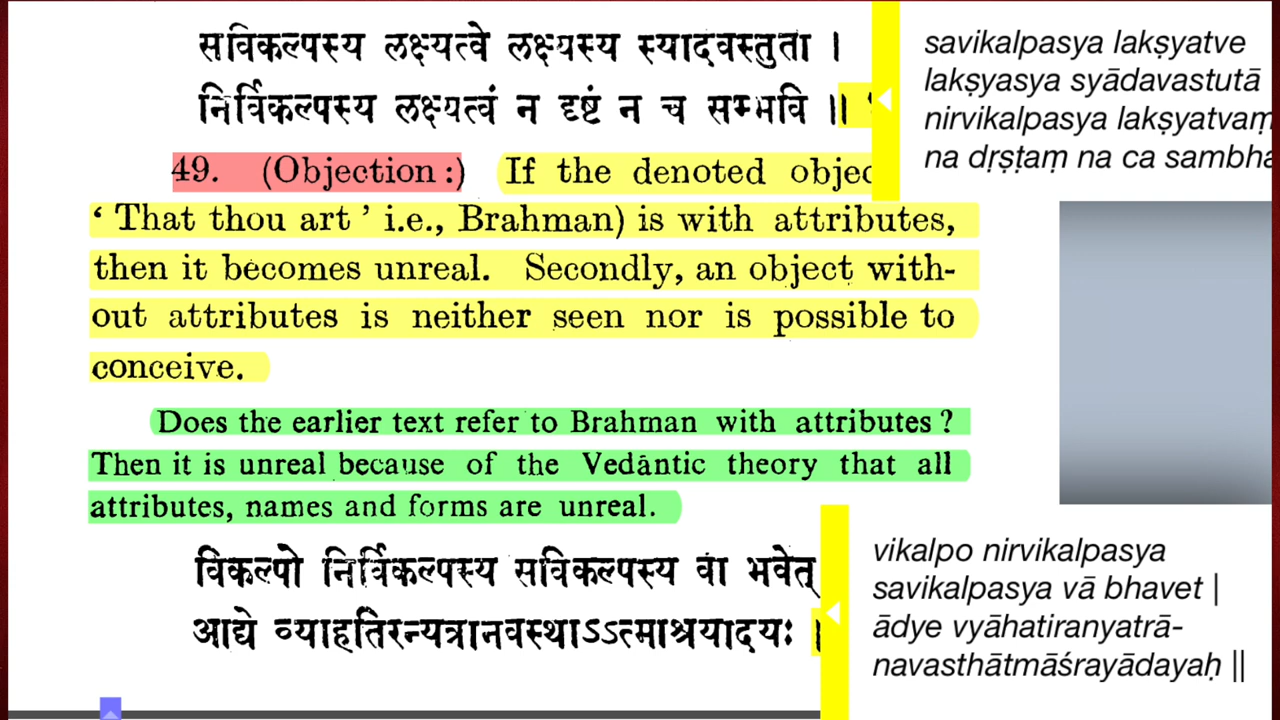 सविकल्पस्य लक्ष्यत्वे लक्ष्यस्य स्यादवस्तुता ।
निर्विकल्पस्य लक्ष्यत्वं न दृष्टं न च सम्भवि ॥
savikalpasya lakṣyatve
lakṣyasya syādavastutā
nirvikalpasya lakṣyatvaṃ
na dṛṣṭaṃ na ca sambha
49. (Objection :) If the denoted objec
‘ That thou art ’ i.e., Brahman) is with attributes,
then it becomes unreal. Secondly, an object with-
out attributes is neither seen nor is possible to
conceive.
Does the earlier text refer to Brahman with attributes ?
Then it is unreal because of the Vedântic theory that all
attributes, names and forms are unreal.
विकल्पो निर्विकल्पस्य सविकल्पस्य वा भवेत्
आद्ये व्याहतिरन्यत्रानवस्थाऽऽत्माश्रयादयः ।
vikalpo nirvikalpasya
savikalpasya vā bhavet |
ādye vyāhatiranyatrā-
navasthātmāśrayādayaḥ ||